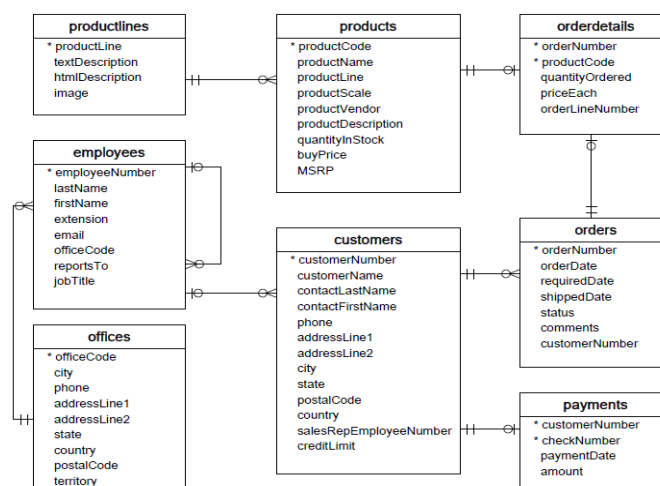 productlines
* productLine
textDescription
htmlDescription
image
products
* productCode
productName
productLine
productScale
productVendor
productDescription
quantityInStock
buyPrice
MSRP
orderdetails
* orderNumber
* productCode
quantityOrdered
priceEach
orderLineNumber
employees
* employeeNumber
lastName
firstName
extension
email
officeCode
reportsTo
jobTitle
customers
* customerNumber
customerName
contactLastName
contactFirstName
phone
addressLine1
addressLine2
city
state
postalCode
country
salesRepEmployeeNumber
creditLimit
orders
* orderNumber
orderDate
requiredDate
shippedDate
status
comments
customerNumber
offices
* officeCode
city
phone
addressLine1
addressLine2
state
country
postalCode
territory
payments
* customerNumber
* checkNumber
paymentDate
amount